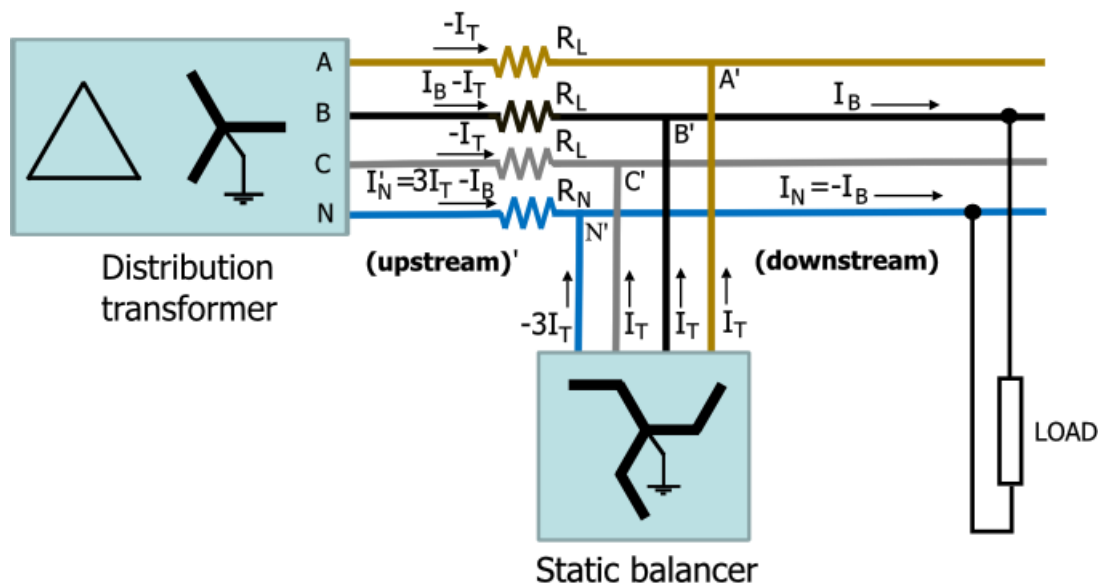 -I_T
R_L
A
A'
I_B -I_T
R_L
I_B
B
B'
-I_T
R_L
C
C'
I'_N =3I_T -I_B
R_N
I_N =-I_B
N
N'
(upstream)'
(downstream)
Distribution
transformer
-3I_T
I_T
I_T
I_T
LOAD
Static balancer